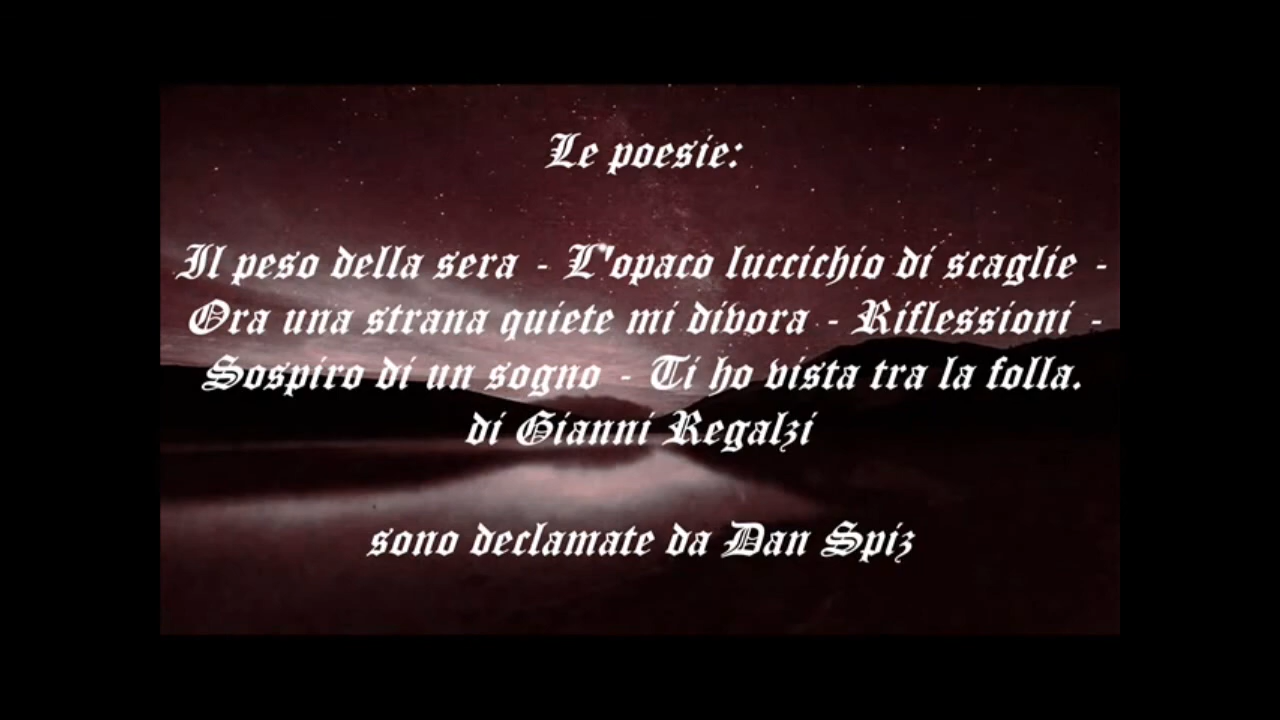 Le poesie:
Il peso della sera - L'opaco luccichio di scaglie -
Ora una strana quiete mi divora - Riflessioni -
Sospiro di un sogno - Ti ho vista tra la folla.
di Gianni Regalzi
sono declamate da Dan Spiz